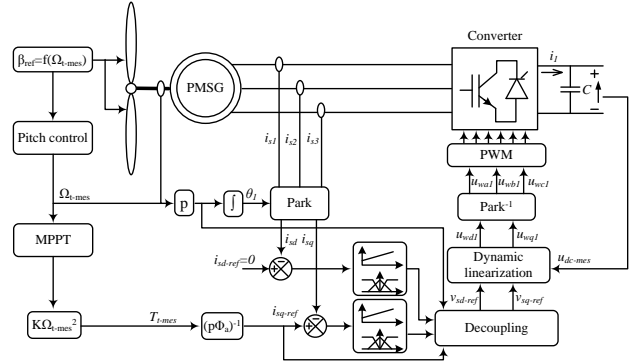 Converter
β_ref=f(Ω_t-mes)
PMSG
i_1
+
C
−
i_s1
i_s2
i_s3
Pitch control
PWM
u_wa1
u_wb1
u_wc1
Ω_t-mes
p
∫
θ_1
Park
Park^-1
MPPT
i_sd
i_sq
u_wd1
u_wq1
i_sd-ref=0
+
−
Dynamic
linearization
u_dc-mes
v_sd-ref
v_sq-ref
KΩ_t-mes^2
T_t-mes
(pΦ_a)^-1
i_sq-ref
+
−
Decoupling